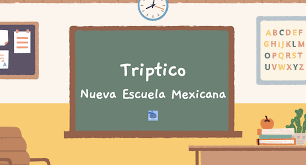 A B C D E F
G H I J K L M
N O P Q R S T
U V W X Y Z
Triptico
Nueva Escuela Mexicana